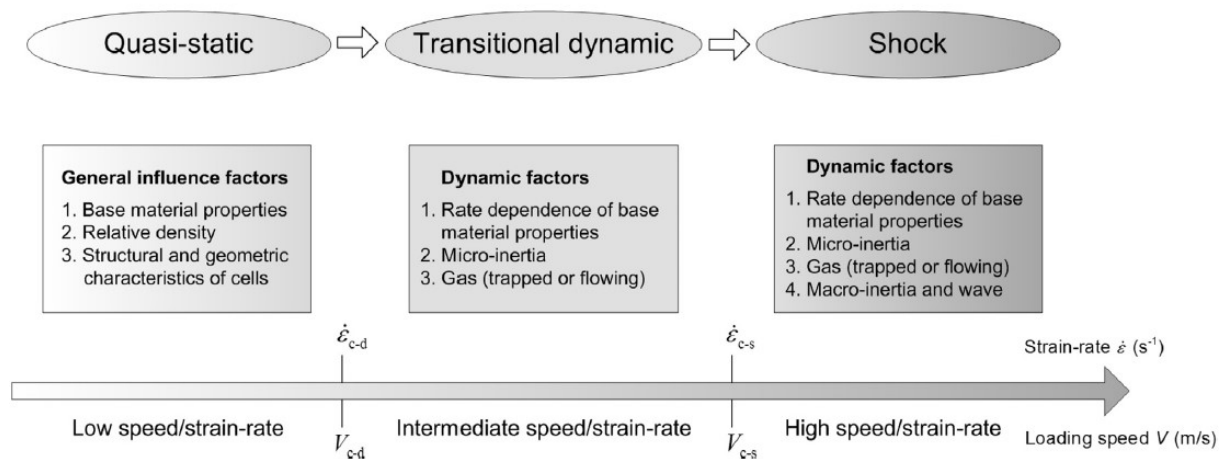 Quasi-static
Transitional dynamic
Shock
General influence factors
1. Base material properties
2. Relative density
3. Structural and geometric
characteristics of cells
Dynamic factors
1. Rate dependence of base
material properties
2. Micro-inertia
3. Gas (trapped or flowing)
Dynamic factors
1. Rate dependence of base
material properties
2. Micro-inertia
3. Gas (trapped or flowing)
4. Macro-inertia and wave
ε̇c-d
ε̇c-s
Strain-rate ε̇ (s⁻¹)
Low speed/strain-rate
Intermediate speed/strain-rate
High speed/strain-rate
Vc-d
Vc-s
Loading speed V (m/s)